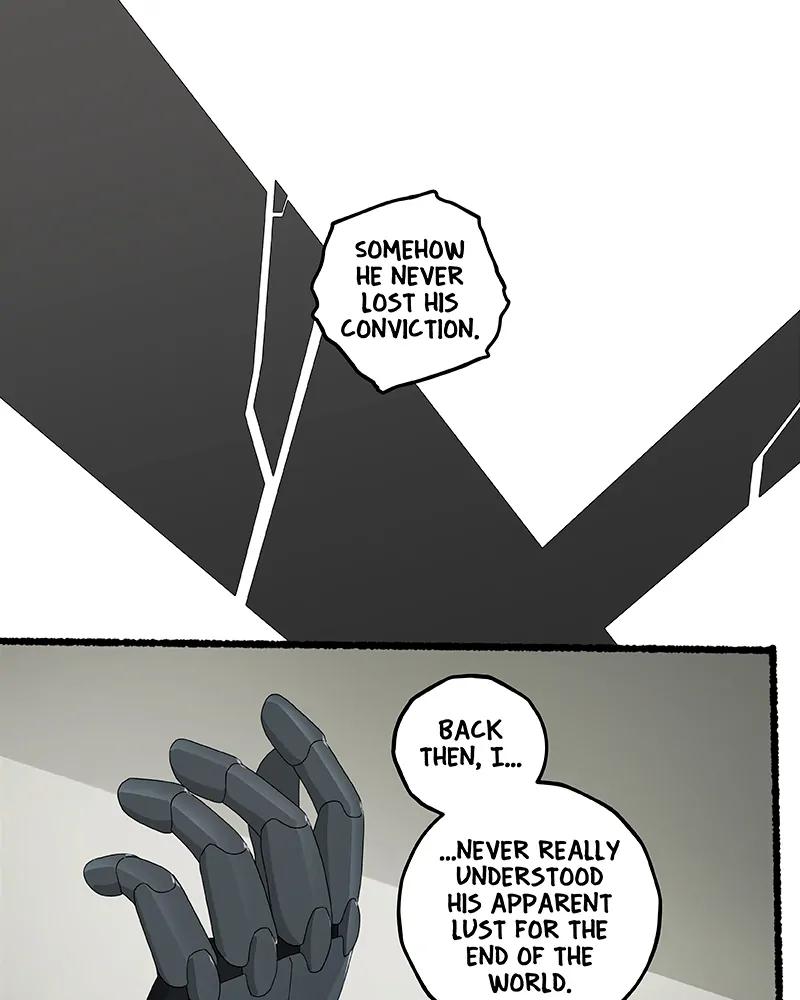 SOMEHOW
HE NEVER
LOST HIS
CONVICTION.
BACK
THEN, I...
...NEVER REALLY
UNDERSTOOD
HIS APPARENT
LUST FOR THE
END OF THE
WORLD.